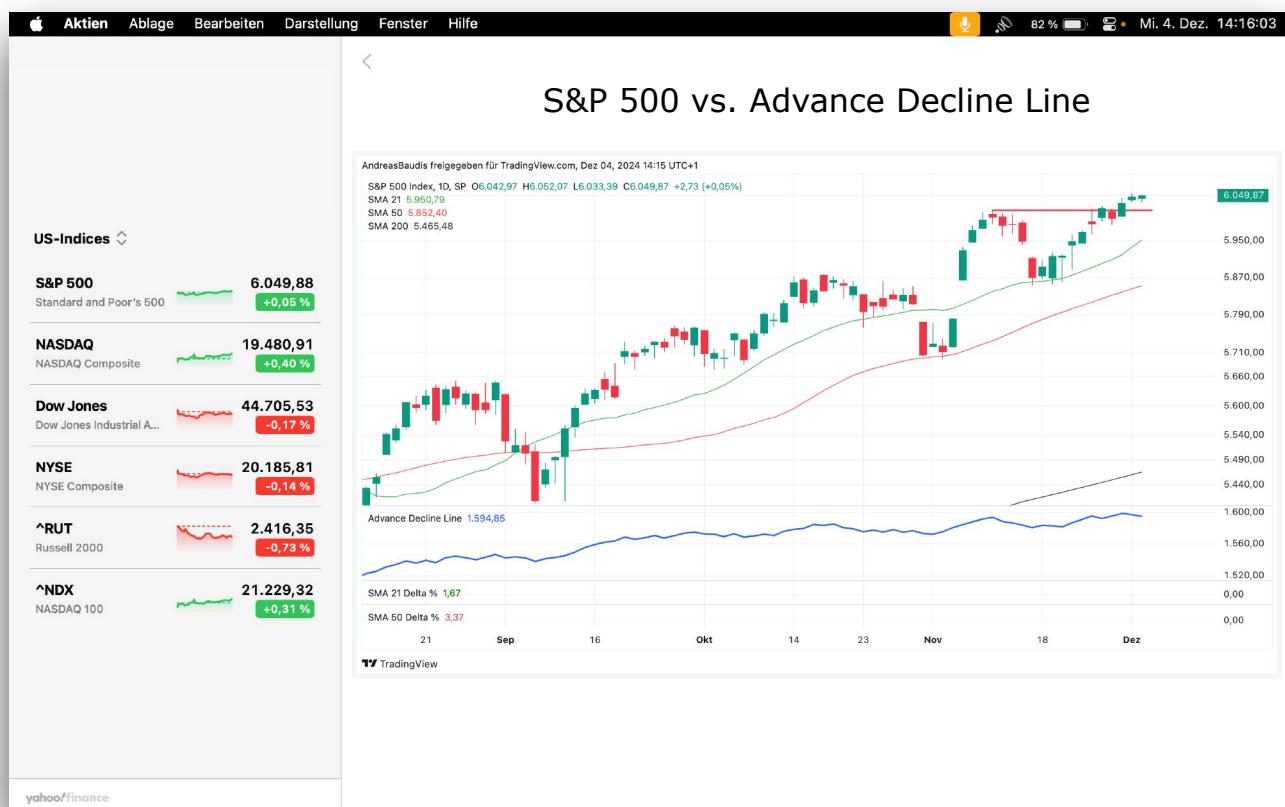 Aktien Ablage Bearbeiten Darstellung Fenster Hilfe 82 % Mi. 4. Dez. 14:16:03
US-Indices
S&P 500 6.049,88
Standard and Poor's 500 +0,05 %
NASDAQ 19.480,91
NASDAQ Composite +0,40 %
Dow Jones 44.705,53
Dow Jones Industrial A... -0,17 %
NYSE 20.185,81
NYSE Composite -0,14 %
^RUT 2.416,35
Russell 2000 -0,73 %
^NDX 21.229,32
NASDAQ 100 +0,31 %
yahoo!finance
S&P 500 vs. Advance Decline Line
AndreasBaudis freigegeben für TradingView.com, Dez 04, 2024 14:15 UTC+1
S&P 500 Index, 1D, SP O6.042,97 H6.052,07 L6.033,39 C6.049,87 +2,73 (+0,05%)
SMA 21 5.950,79
SMA 50 5.852,40
SMA 200 5.465,48
6.049,87
5.950,00
5.870,00
5.790,00
5.710,00
5.660,00
5.600,00
5.540,00
5.490,00
5.440,00
Advance Decline Line 1.594,85
1.600,00
1.560,00
1.520,00
SMA 21 Delta % 1,67 0,00
SMA 50 Delta % 3,37 0,00
21 Sep 16 Okt 14 23 Nov 18 Dez
TradingView